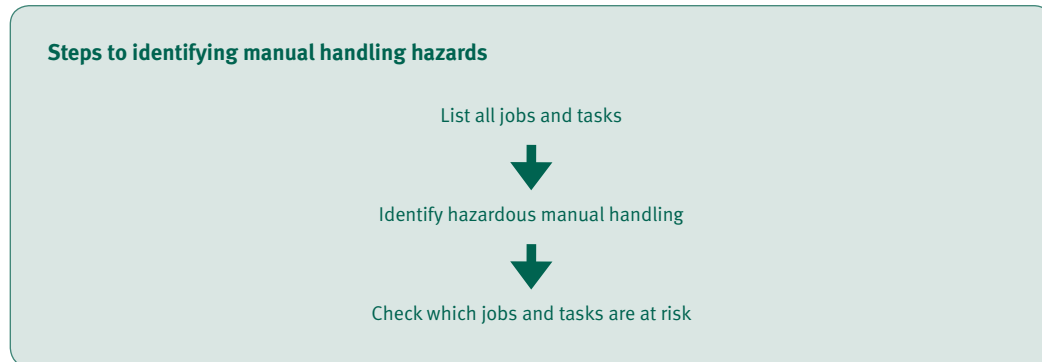 Steps to identifying manual handling hazards
List all jobs and tasks
Identify hazardous manual handling
Check which jobs and tasks are at risk